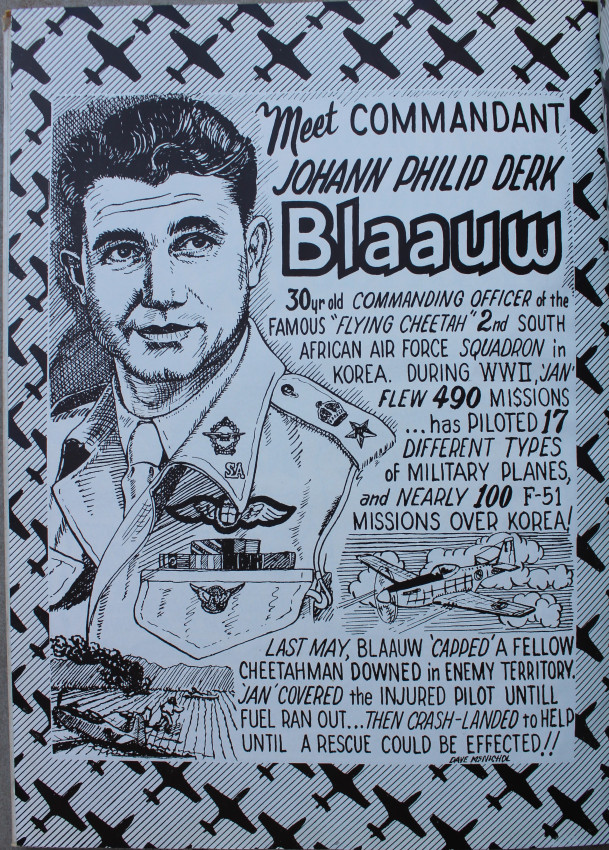 Meet COMMANDANT
JOHANN PHILIP DERK
Blaauw
30yr old COMMANDING OFFICER of the
FAMOUS "FLYING CHEETAH" 2nd SOUTH
AFRICAN AIR FORCE SQUADRON in
KOREA. DURING WWII, 'JAN'
FLEW 490 MISSIONS
...has PILOTED 17
DIFFERENT TYPES
of MILITARY PLANES,
and NEARLY 100 F-51
MISSIONS OVER KOREA!
SA
LAST MAY, BLAAUW 'CAPPED' A FELLOW
CHEETAHMAN DOWNED in ENEMY TERRITORY.
'JAN' COVERED the INJURED PILOT UNTILL
FUEL RAN OUT...THEN CRASH-LANDED to HELP
UNTIL A RESCUE COULD BE EFFECTED!!
DAVE McNICHOL